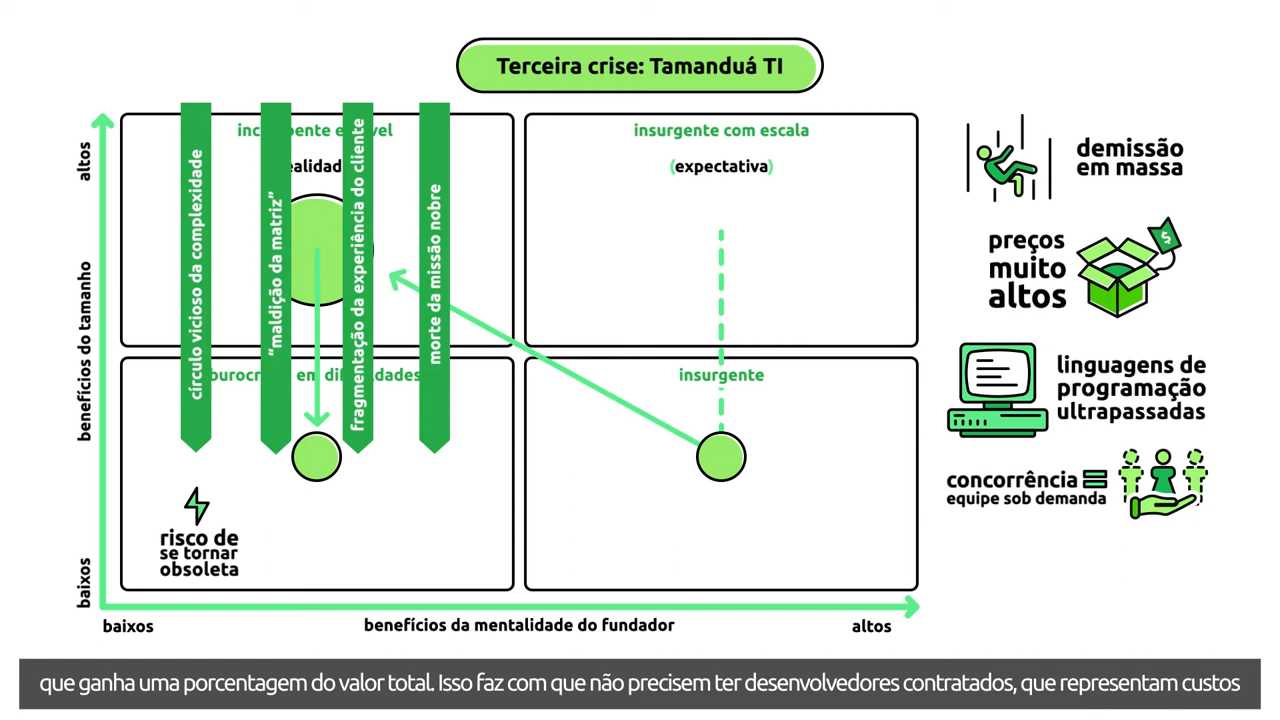 Terceira crise: Tamanduá TI
altos
benefícios do tamanho
baixos
círculo vicioso da complexidade
“maldição da matriz”
fragmentação da experiência do cliente
morte da missão nobre
insurgente com escala
(expectativa)
insurgente
risco de
se tornar
obsoleta
baixos
benefícios da mentalidade do fundador
altos
demissão
em massa
preços
muito
altos
$
linguagens de
programação
ultrapassadas
concorrência =
equipe sob demanda
que ganha uma porcentagem do valor total. Isso faz com que não precisem ter desenvolvedores contratados, que representam custos